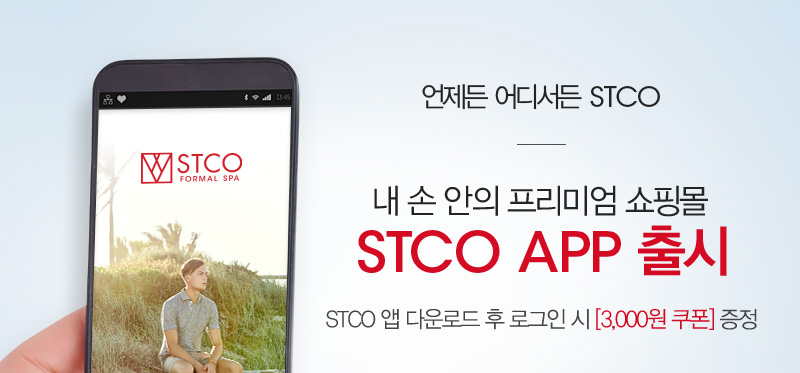 13:45
STCO
FORMAL SPA
언제든 어디서든 STCO
내 손 안의 프리미엄 쇼핑몰
STCO APP 출시
STCO 앱 다운로드 후 로그인 시 [3,000원 쿠폰] 증정